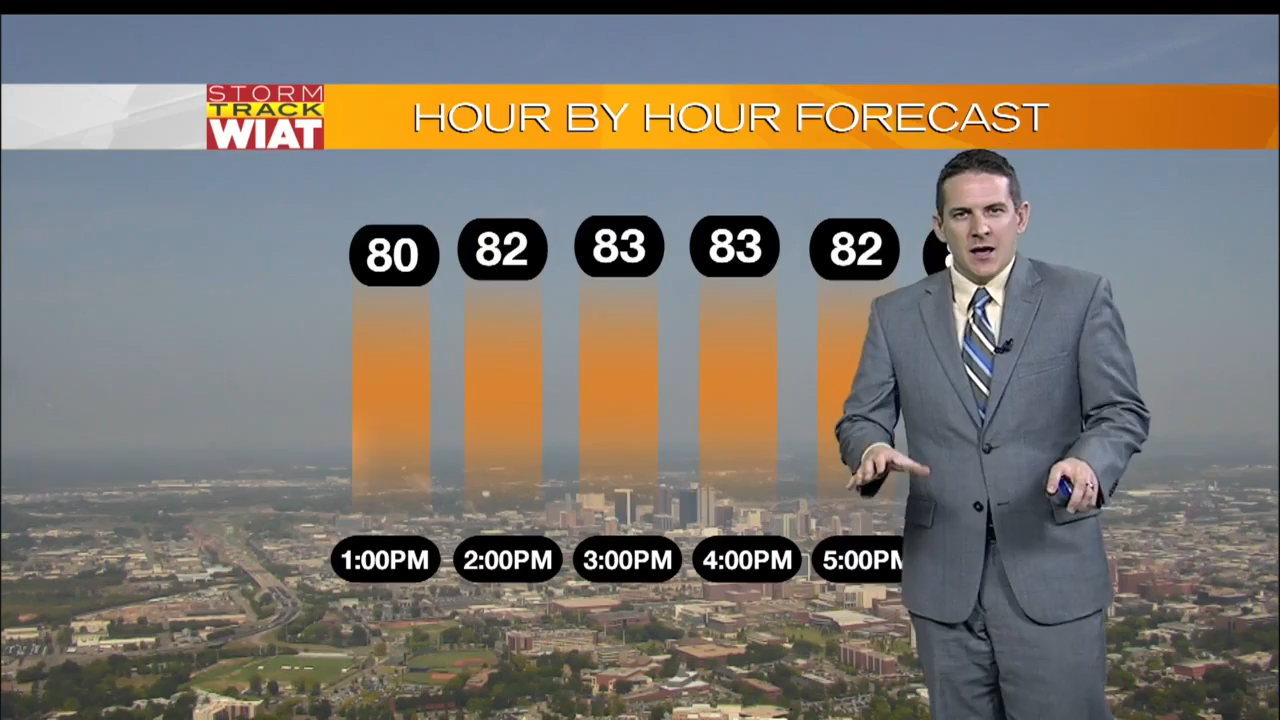 STORM
TRACK
WIAT
HOUR BY HOUR FORECAST
80 82 83 83 82
1:00PM 2:00PM 3:00PM 4:00PM 5:00PM